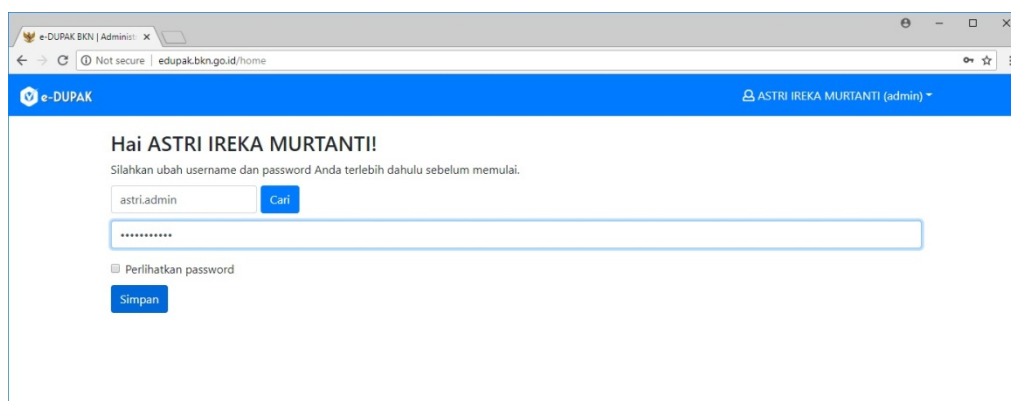 e-DUPAK BKN | Administ
Not secure | edupak.bkn.go.id/home
e-DUPAK
ASTRI IREKA MURTANTI (admin)
Hai ASTRI IREKA MURTANTI!
Silahkan ubah username dan password Anda terlebih dahulu sebelum memulai.
astri.admin Cari
•••••••••••
Perlihatkan password
Simpan